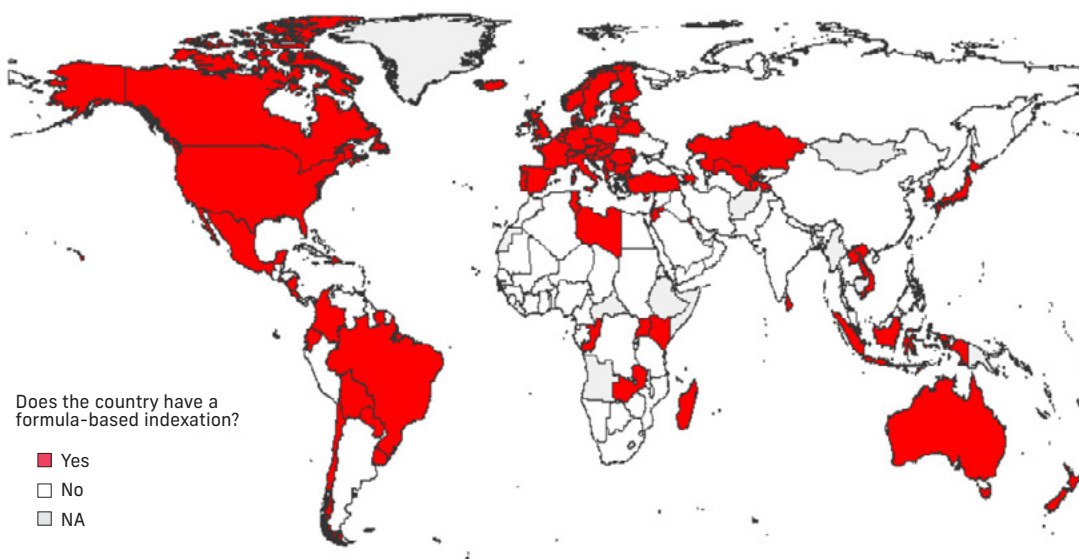 Does the country have a
formula-based indexation?
Yes
No
NA